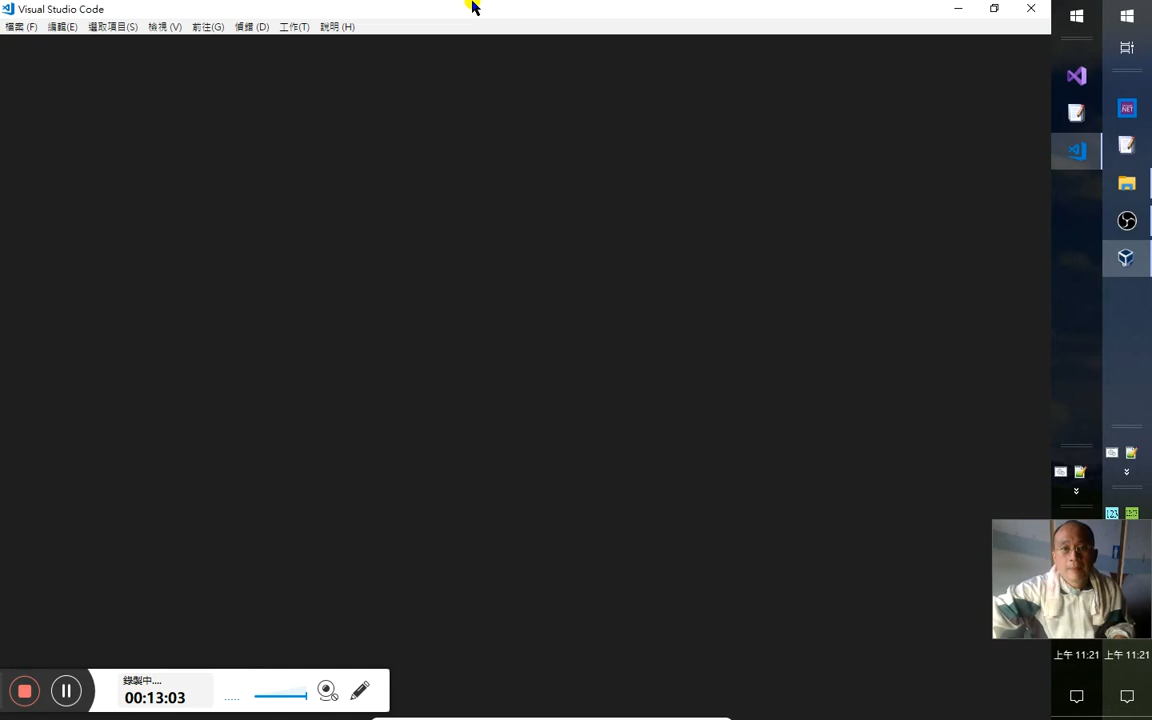 Visual Studio Code
檔案 (F) 編輯(E) 選取項目(S) 檢視 (V) 前往(G) 偵錯 (D) 工作(T) 說明 (H)
NET
123
錄製中....
00:13:03
.....
上午 11:21 上午 11:21